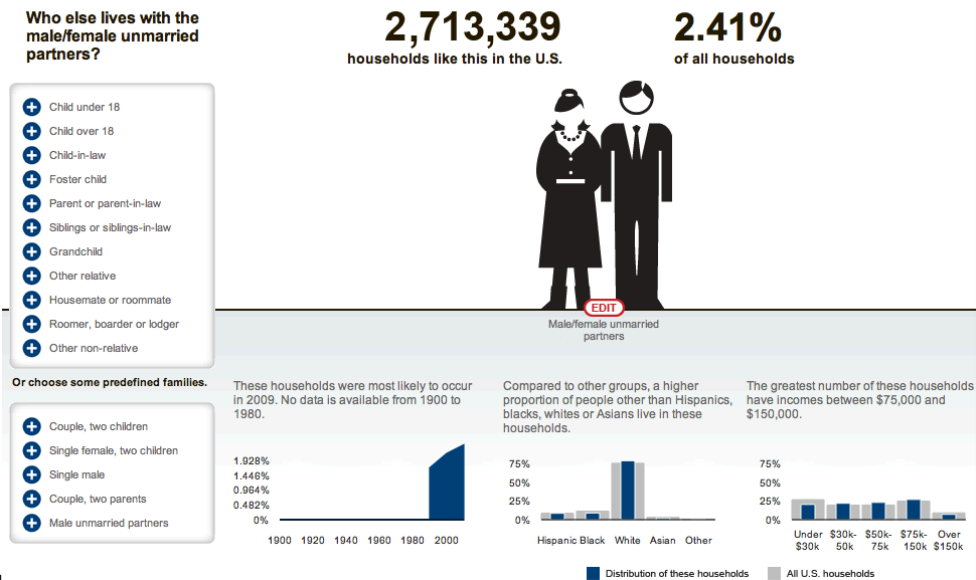 Who else lives with the
male/female unmarried
partners?
2,713,339
households like this in the U.S.
2.41%
of all households
Child under 18
Child over 18
Child-in-law
Foster child
Parent or parent-in-law
Siblings or siblings-in-law
Grandchild
Other relative
Housemate or roommate
Roomer, boarder or lodger
Other non-relative
EDIT
Male/female unmarried
partners
Or choose some predefined families.
Couple, two children
Single female, two children
Single male
Couple, two parents
Male unmarried partners
These households were most likely to occur
in 2009. No data is available from 1900 to
1980.
1.928%
1.446%
0.964%
0.482%
0%
1900 1920 1940 1960 1980 2000
Compared to other groups, a higher
proportion of people other than Hispanics,
blacks, whites or Asians live in these
households.
75%
50%
25%
0%
Hispanic Black White Asian Other
The greatest number of these households
have incomes between $75,000 and
$150,000.
75%
50%
25%
0%
Under $30k- $50k- $75k- Over
$30k 50k 75k 150k $150k
Distribution of these households All U.S. households